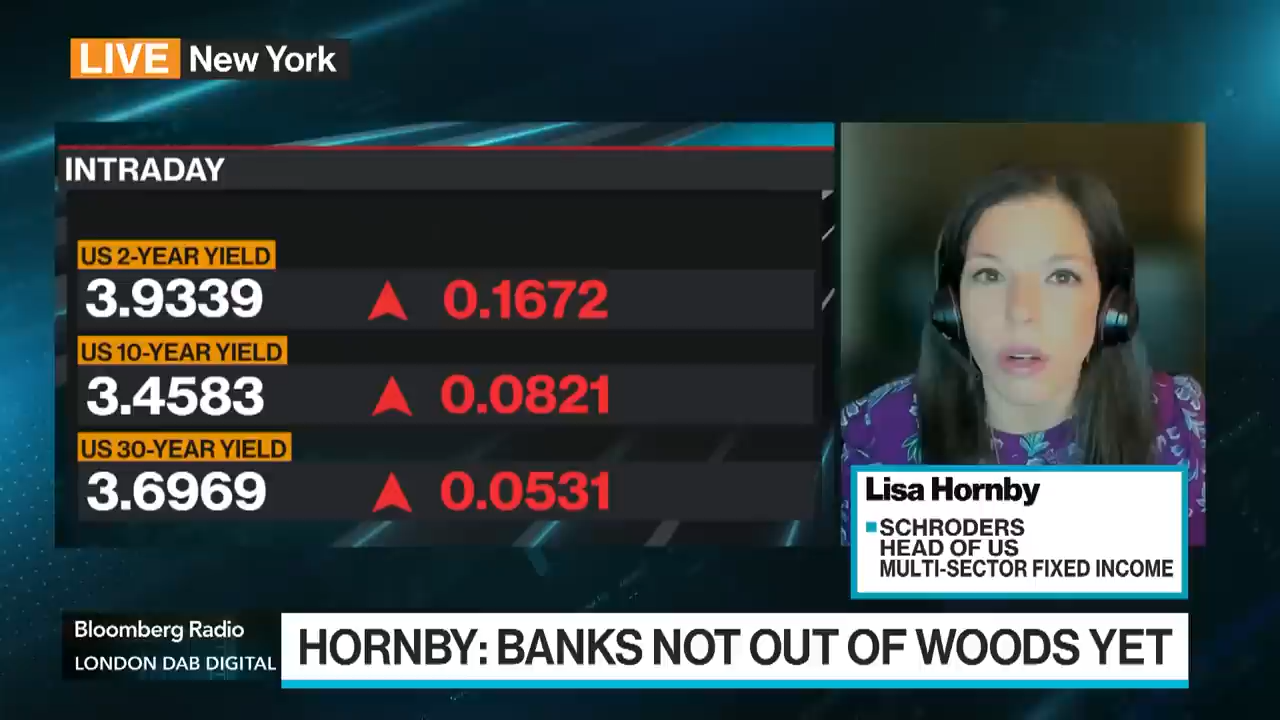 LIVE New York
INTRADAY
US 2-YEAR YIELD
3.9339 ▲ 0.1672
US 10-YEAR YIELD
3.4583 ▲ 0.0821
US 30-YEAR YIELD
3.6969 ▲ 0.0531
Lisa Hornby
SCHRODERS
HEAD OF US
MULTI-SECTOR FIXED INCOME
Bloomberg Radio
LONDON DAB DIGITAL
HORNBY: BANKS NOT OUT OF WOODS YET